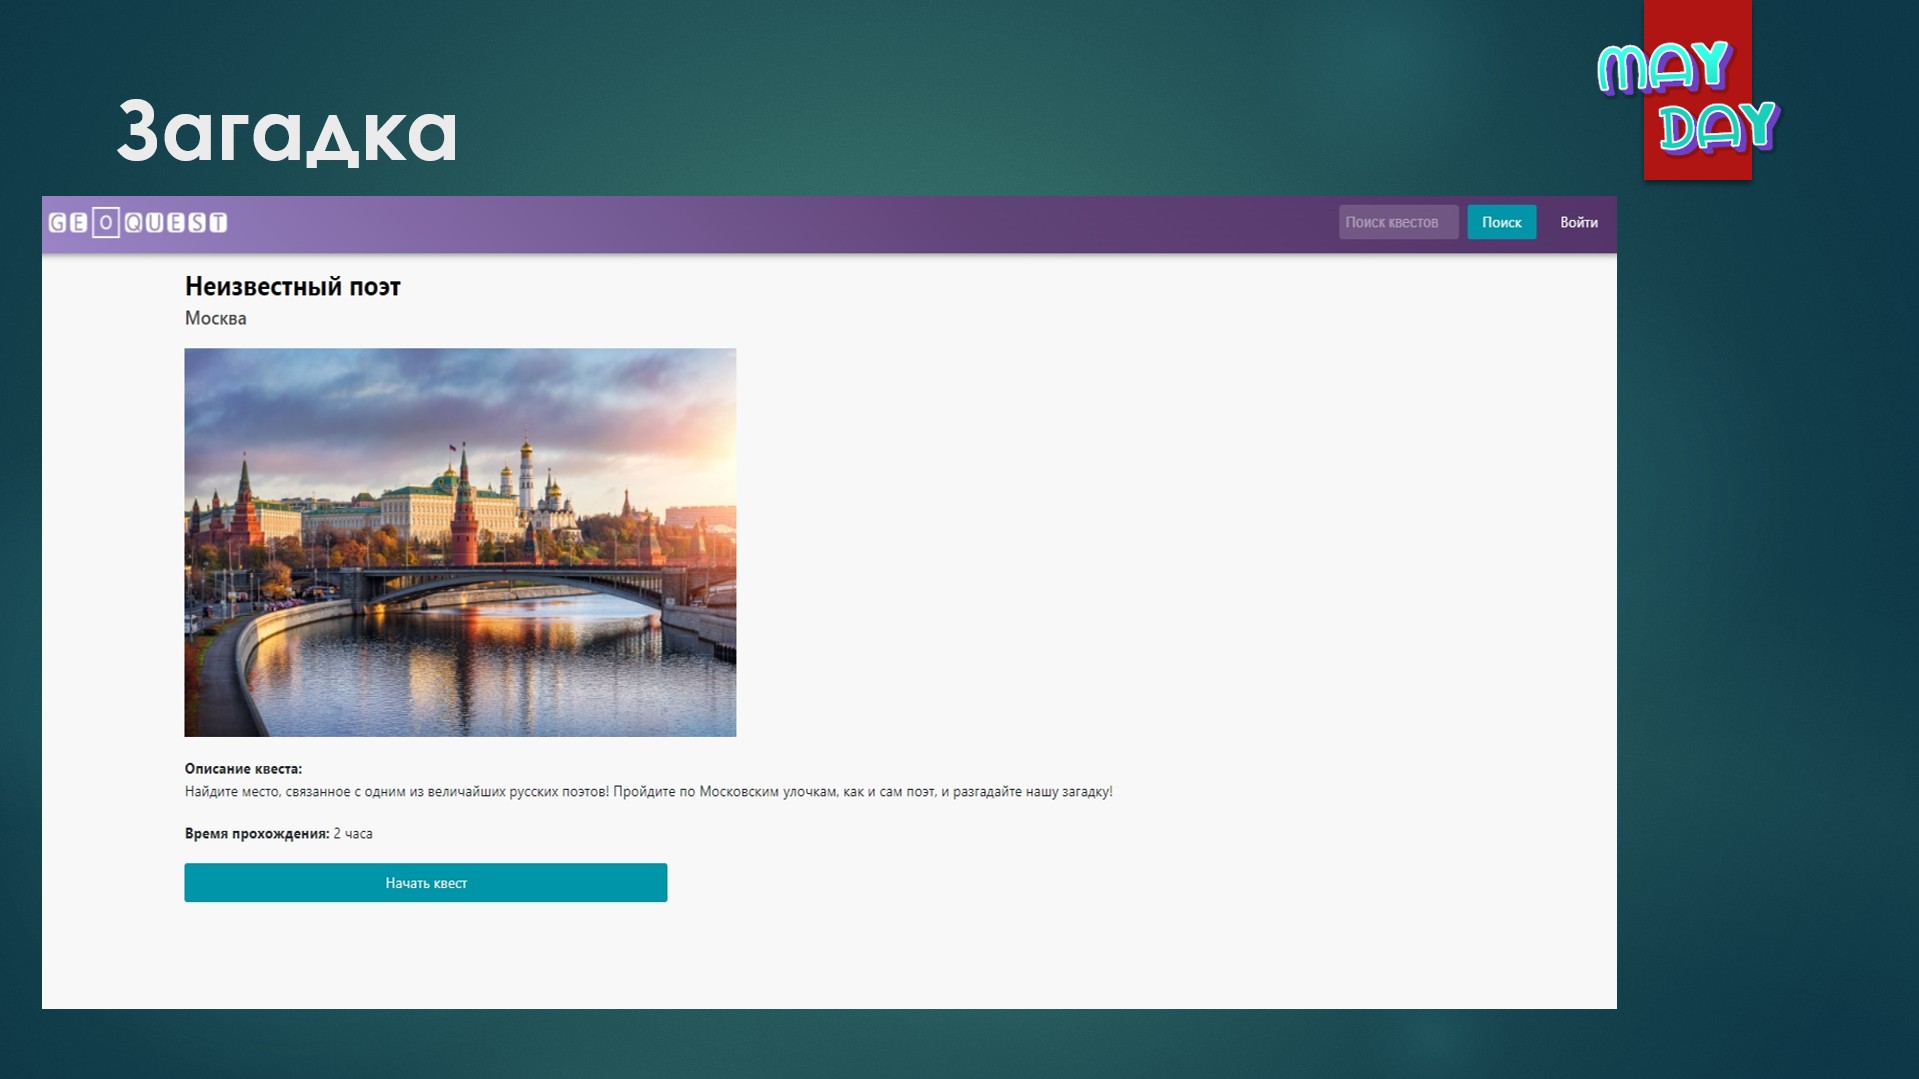 MAY
DAY
Загадка
GEOQUEST
Поиск квестов
Поиск
Войти
Неизвестный поэт
Москва
Описание квеста:
Найдите место, связанное с одним из величайших русских поэтов! Пройдите по Московским улочкам, как и сам поэт, и разгадайте нашу загадку!
Время прохождения: 2 часа
Начать квест